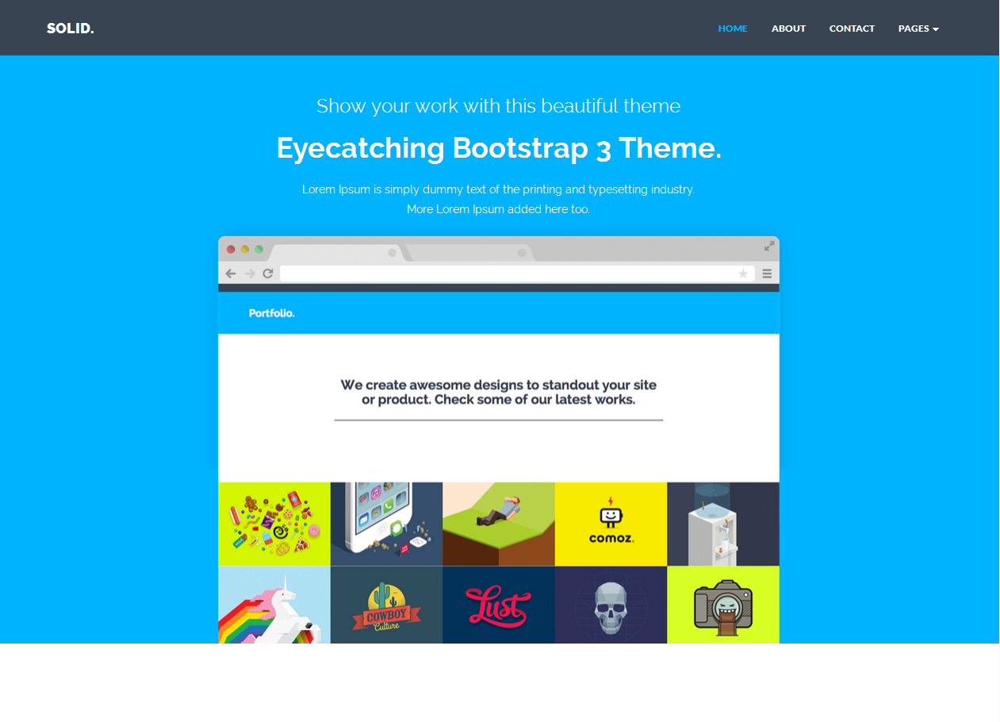 SOLID.
HOME ABOUT CONTACT PAGES
Show your work with this beautiful theme
Eyecatching Bootstrap 3 Theme.
Lorem Ipsum is simply dummy text of the printing and typesetting industry.
More Lorem Ipsum added here too.
Portfolio.
We create awesome designs to standout your site
or product. Check some of our latest works.
comoz.
COWBOY
Culture
Lust